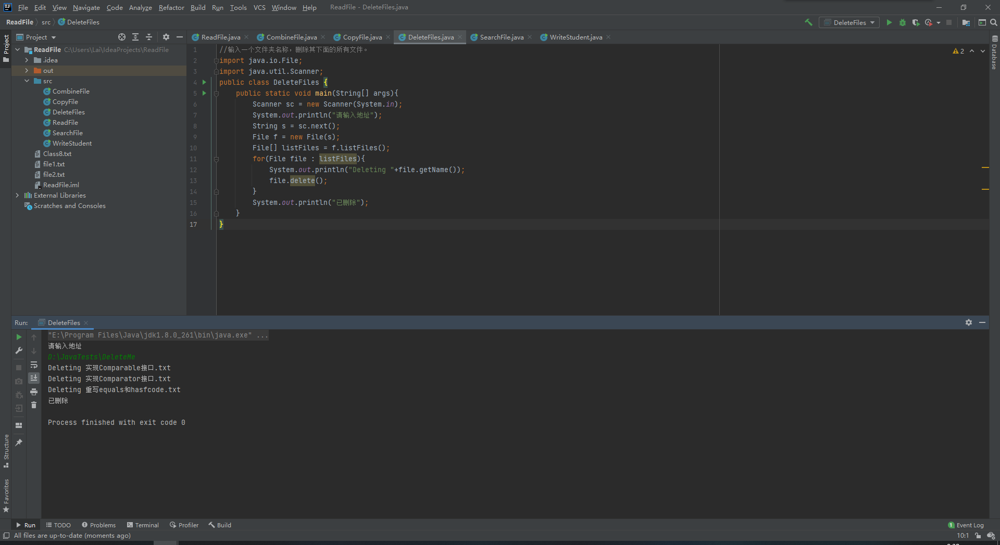 File Edit View Navigate Code Analyze Refactor Build Run Tools VCS Window Help ReadFile - DeleteFiles.java
ReadFile src DeleteFiles
DeleteFiles
Project
ReadFile.java CombineFile.java CopyFile.java DeleteFiles.java SearchFile.java WriteStudent.java
Project
Database
ReadFile C:\Users\Lai\IdeaProjects\ReadFile
.idea
out
src
CombineFile
CopyFile
DeleteFiles
ReadFile
SearchFile
WriteStudent
Class8.txt
file1.txt
file2.txt
ReadFile.iml
External Libraries
Scratches and Consoles
2
1 //输入一个文件夹名称，删除其下面的所有文件。
2 import java.io.File;
3 import java.util.Scanner;
4 public class DeleteFiles {
5 public static void main(String[] args){
6 Scanner sc = new Scanner(System.in);
7 System.out.println("请输入地址");
8 String s = sc.next();
9 File f = new File(s);
10 File[] listFiles = f.listFiles();
11 for(File file : listFiles){
12 System.out.println("Deleting "+file.getName());
13 file.delete();
14 }
15 System.out.println("已删除");
16 }
17 }
Run: DeleteFiles
"E:\Program Files\Java\jdk1.8.0_261\bin\java.exe" ...
请输入地址
D:\JavaTests\DeleteMe
Deleting 实现Comparable接口.txt
Deleting 实现Comparator接口.txt
Deleting 重写equals和hasfcode.txt
已删除
Process finished with exit code 0
Structure
Favorites
Run TODO Problems Terminal Profiler Build 1 Event Log
All files are up-to-date (moments ago) 10:1